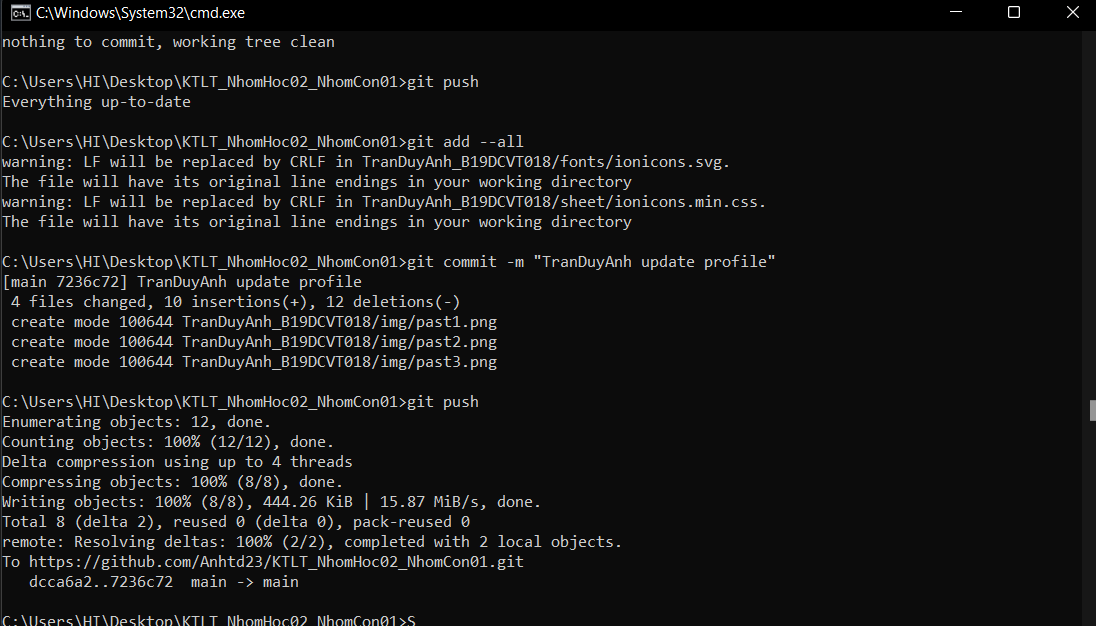 C:\Windows\System32\cmd.exe
nothing to commit, working tree clean
C:\Users\HI\Desktop\KTLT_NhomHoc02_NhomCon01>git push
Everything up-to-date
C:\Users\HI\Desktop\KTLT_NhomHoc02_NhomCon01>git add --all
warning: LF will be replaced by CRLF in TranDuyAnh_B19DCVT018/fonts/ionicons.svg.
The file will have its original line endings in your working directory
warning: LF will be replaced by CRLF in TranDuyAnh_B19DCVT018/sheet/ionicons.min.css.
The file will have its original line endings in your working directory
C:\Users\HI\Desktop\KTLT_NhomHoc02_NhomCon01>git commit -m "TranDuyAnh update profile"
[main 7236c72] TranDuyAnh update profile
 4 files changed, 10 insertions(+), 12 deletions(-)
 create mode 100644 TranDuyAnh_B19DCVT018/img/past1.png
 create mode 100644 TranDuyAnh_B19DCVT018/img/past2.png
 create mode 100644 TranDuyAnh_B19DCVT018/img/past3.png
C:\Users\HI\Desktop\KTLT_NhomHoc02_NhomCon01>git push
Enumerating objects: 12, done.
Counting objects: 100% (12/12), done.
Delta compression using up to 4 threads
Compressing objects: 100% (8/8), done.
Writing objects: 100% (8/8), 444.26 KiB | 15.87 MiB/s, done.
Total 8 (delta 2), reused 0 (delta 0), pack-reused 0
remote: Resolving deltas: 100% (2/2), completed with 2 local objects.
To https://github.com/Anhtd23/KTLT_NhomHoc02_NhomCon01.git
   dcca6a2..7236c72  main -> main
C:\Users\HI\Desktop\KTLT_NhomHoc02_NhomCon01>S